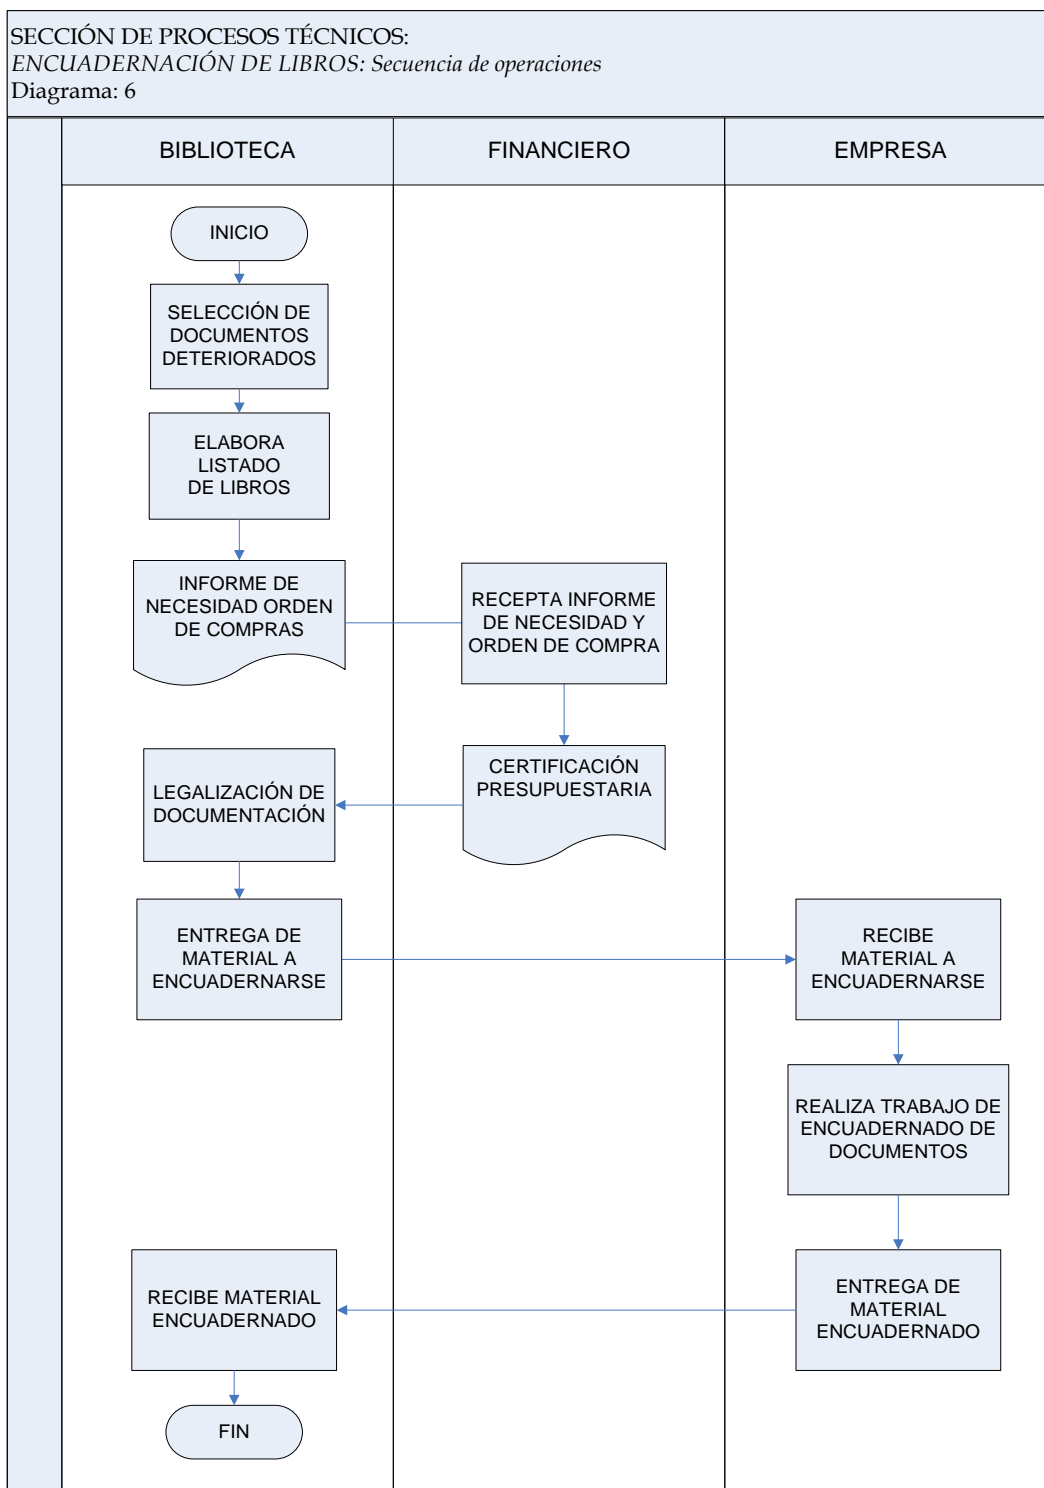 SECCIÓN DE PROCESOS TÉCNICOS:
ENCUADERNACIÓN DE LIBROS: Secuencia de operaciones
Diagrama: 6
BIBLIOTECA
FINANCIERO
EMPRESA
INICIO
SELECCIÓN DE
DOCUMENTOS
DETERIORADOS
ELABORA
LISTADO
DE LIBROS
INFORME DE
NECESIDAD ORDEN
DE COMPRAS
RECEPTA INFORME
DE NECESIDAD Y
ORDEN DE COMPRA
CERTIFICACIÓN
PRESUPUESTARIA
LEGALIZACIÓN DE
DOCUMENTACIÓN
ENTREGA DE
MATERIAL A
ENCUADERNARSE
RECIBE
MATERIAL A
ENCUADERNARSE
REALIZA TRABAJO DE
ENCUADERNADO DE
DOCUMENTOS
ENTREGA DE
MATERIAL
ENCUADERNADO
RECIBE MATERIAL
ENCUADERNADO
FIN